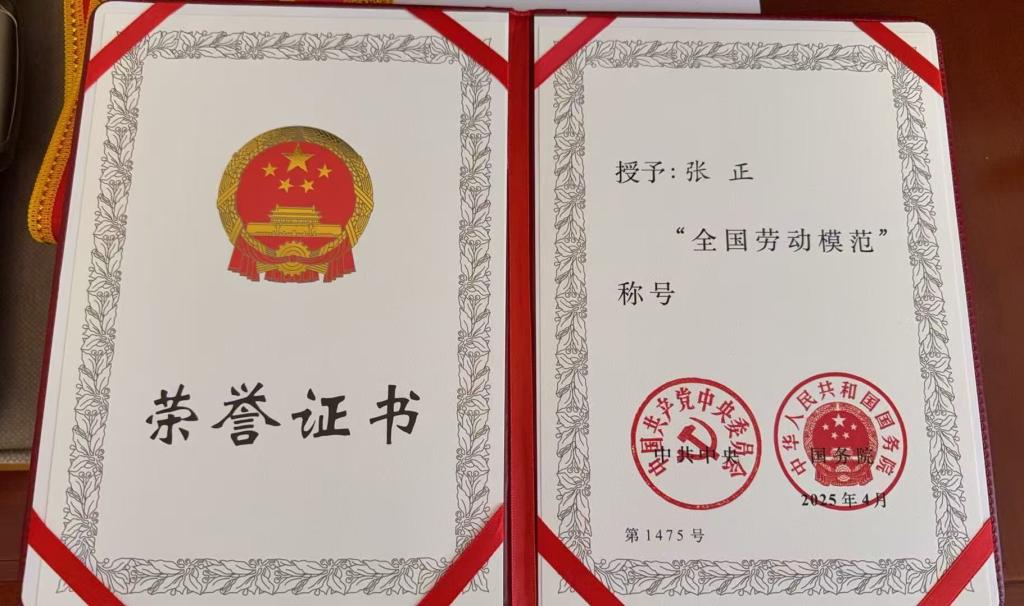 荣誉证书
授予：张 正
“全国劳动模范”
称号
中国共产党中央委员会
中共中央
中华人民共和国国务院
国务院
2025年4月
第1475号